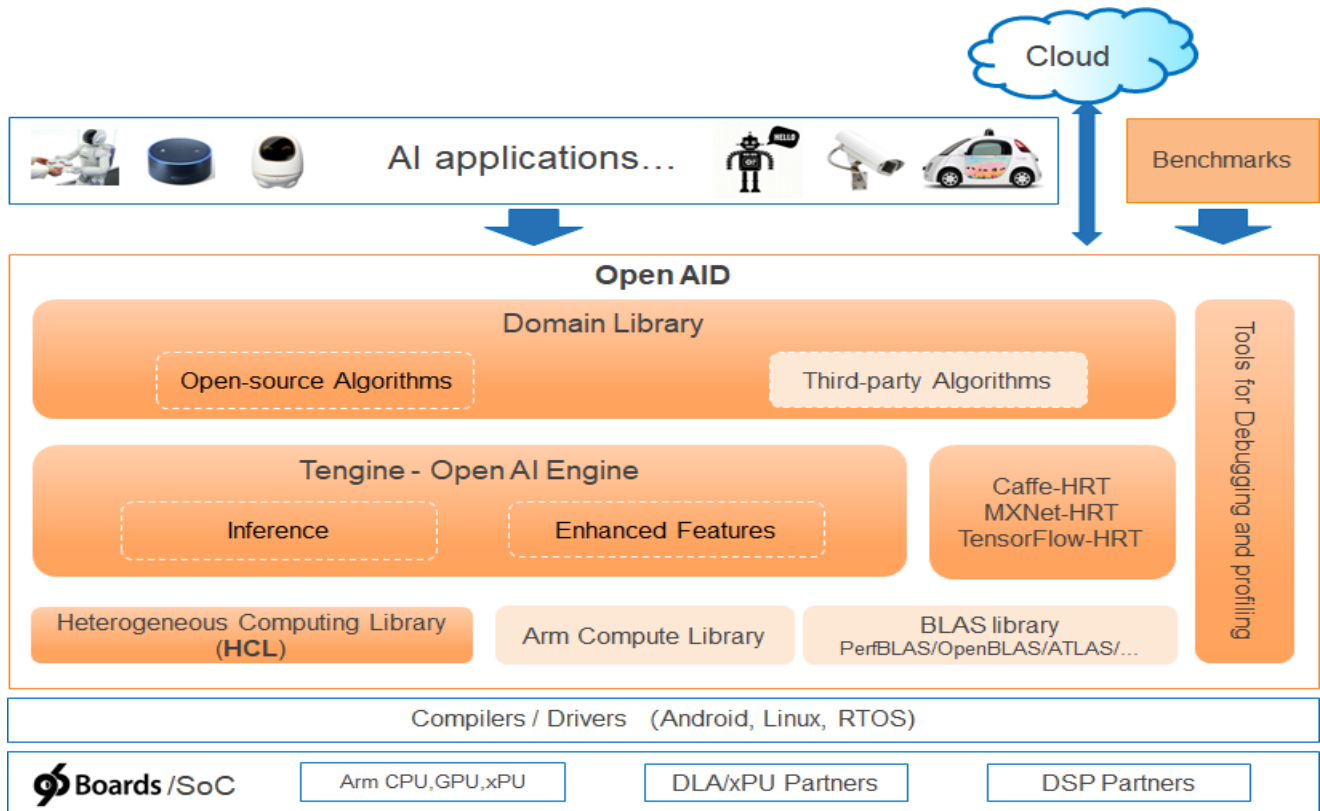 Cloud
HELLO
AI applications...
Benchmarks
Open AID
Domain Library
Open-source Algorithms
Third-party Algorithms
Tools for Debugging and profiling
Tengine - Open AI Engine
Inference
Enhanced Features
Caffe-HRT
MXNet-HRT
TensorFlow-HRT
Heterogeneous Computing Library
(HCL)
Arm Compute Library
BLAS library
PerfBLAS/OpenBLAS/ATLAS/...
Compilers / Drivers (Android, Linux, RTOS)
96Boards /SoC
Arm CPU,GPU,xPU
DLA/xPU Partners
DSP Partners